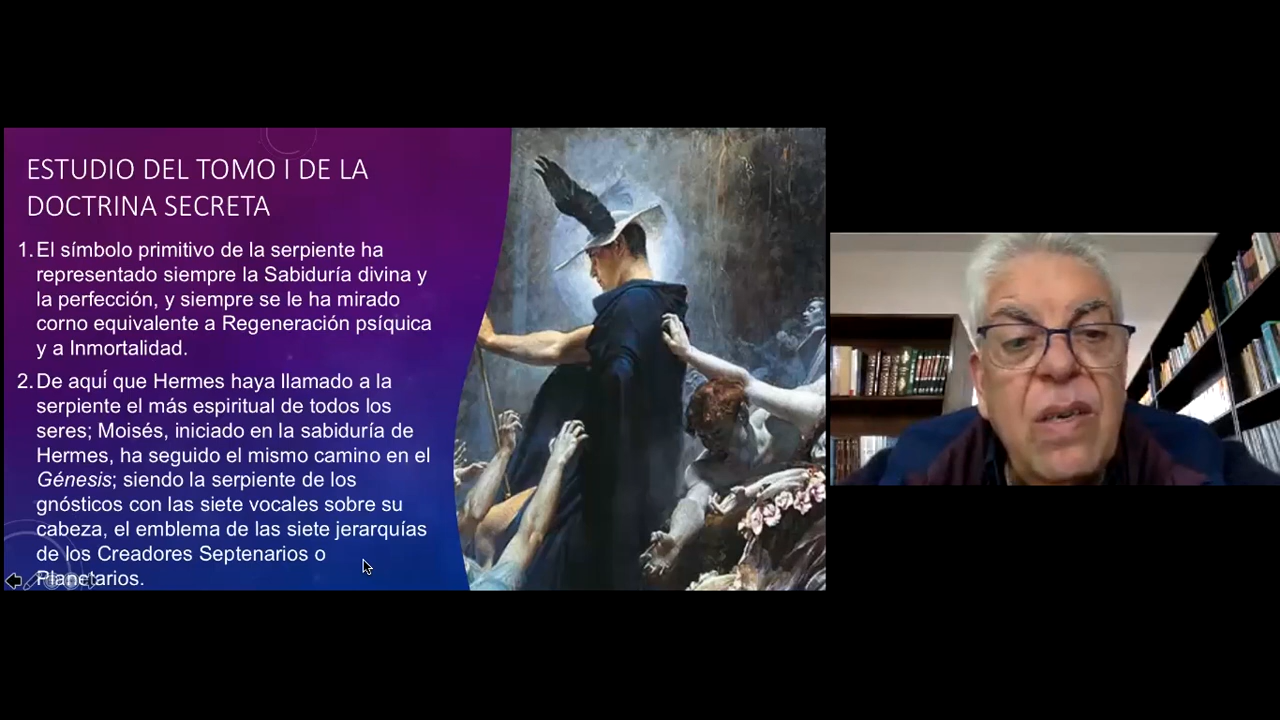 ESTUDIO DEL TOMO I DE LA
DOCTRINA SECRETA
1. El símbolo primitivo de la serpiente ha
representado siempre la Sabiduría divina y
la perfección, y siempre se le ha mirado
corno equivalente a Regeneración psíquica
y a Inmortalidad.
2. De aquí que Hermes haya llamado a la
serpiente el más espiritual de todos los
seres; Moisés, iniciado en la sabiduría de
Hermes, ha seguido el mismo camino en el
Génesis; siendo la serpiente de los
gnósticos con las siete vocales sobre su
cabeza, el emblema de las siete jerarquías
de los Creadores Septenarios o
Planetarios.